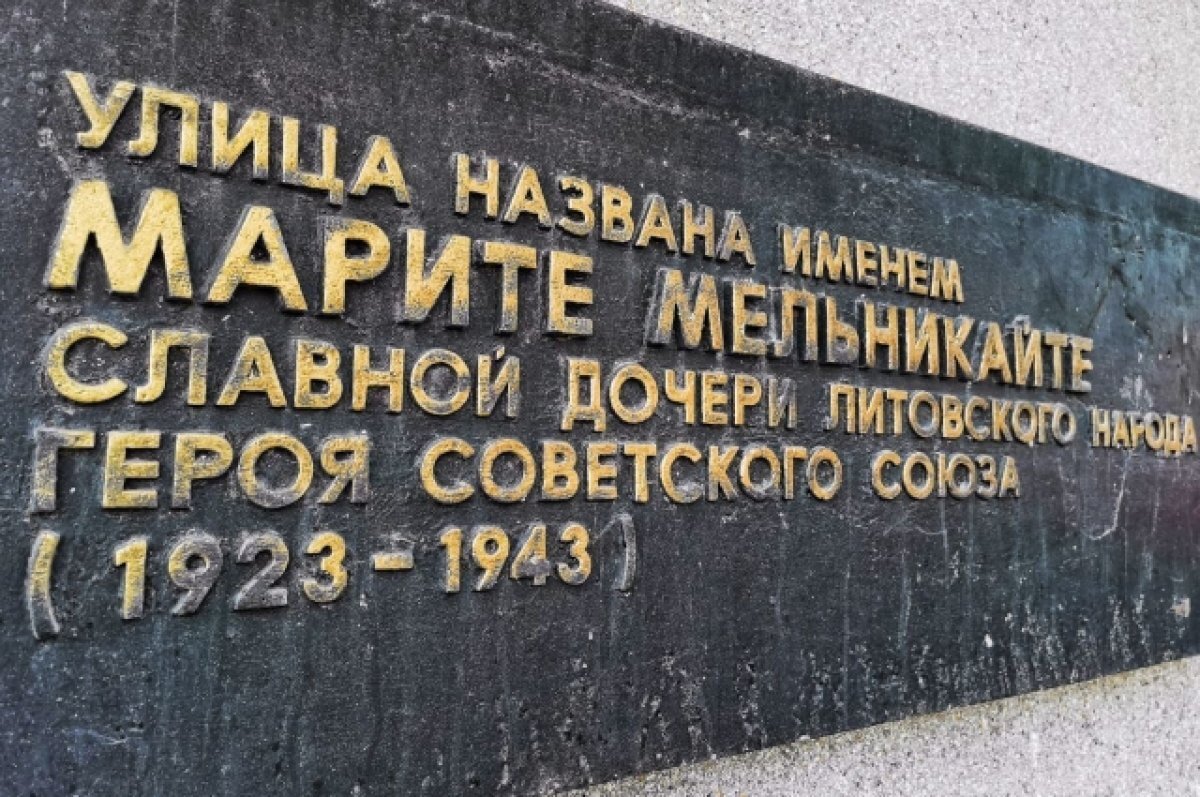 УЛИЦА НАЗВАНА ИМЕНЕМ
МАРИТЕ МЕЛЬНИКАЙТЕ
СЛАВНОЙ ДОЧЕРИ ЛИТОВСКОГО НАРОДА
ГЕРОЯ СОВЕТСКОГО СОЮЗА
(1923-1943)